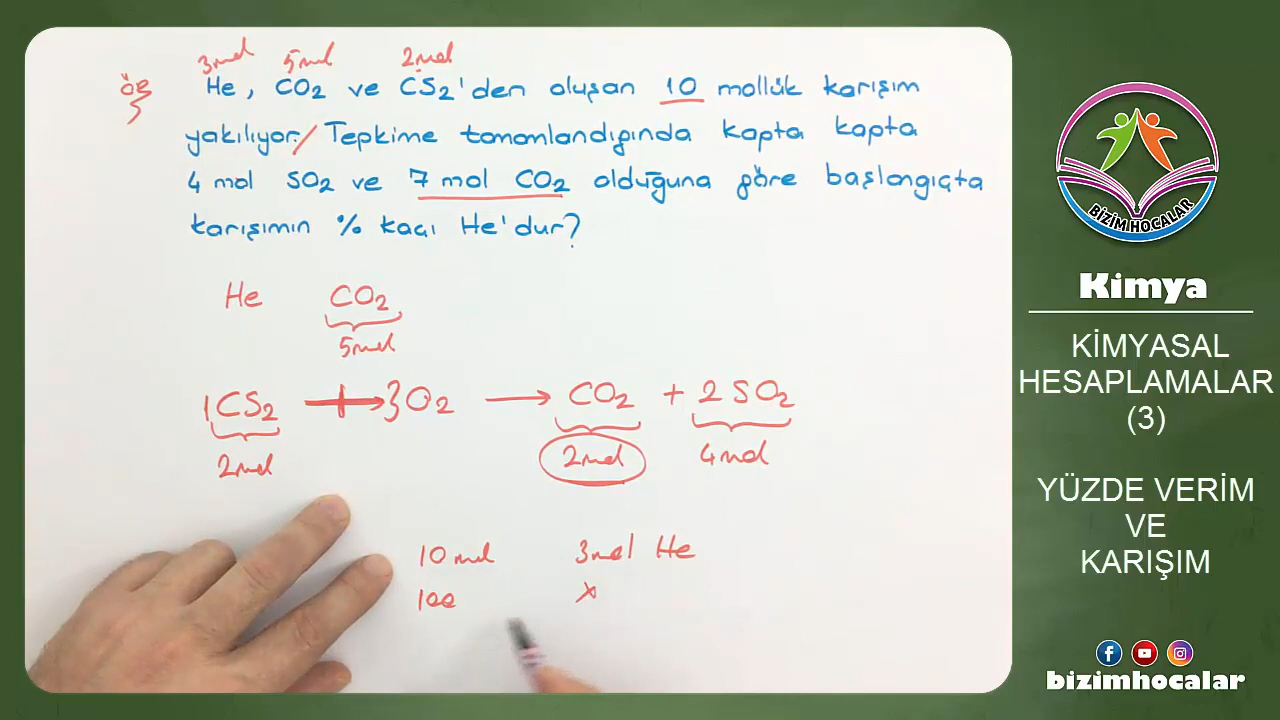 3mol 5mol 2mol
ÖR He, CO2 ve CS2'den oluşan 10 mollük karışım
yakılıyor. Tepkime tamamlandığında kapta kapta
4 mol SO2 ve 7 mol CO2 olduğuna göre başlangıçta
karışımın % kaçı He'dur?
He CO2
5mol
1CS2 + 3O2 → CO2 + 2SO2
2mol 2mol 4mol
10 mol 3mol He
100 x
BİZİM HOCALAR
Kimya
KİMYASAL
HESAPLAMALAR
(3)
YÜZDE VERİM
VE
KARIŞIM
bizimhocalar